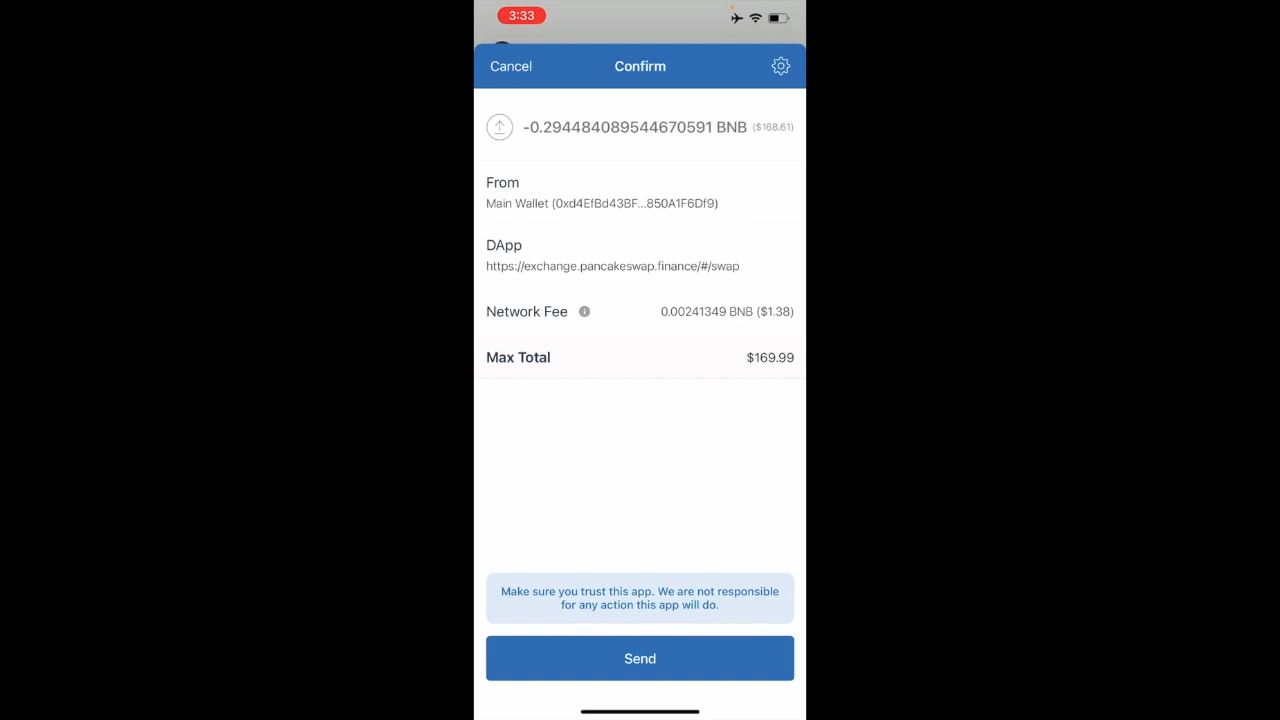 3:33
Cancel Confirm
-0.294484089544670591 BNB ($168.61)
From
Main Wallet (0xd4EfBd43BF...850A1F6Df9)
DApp
https://exchange.pancakeswap.finance/#/swap
Network Fee 0.00241349 BNB ($1.38)
Max Total $169.99
Make sure you trust this app. We are not responsible
for any action this app will do.
Send